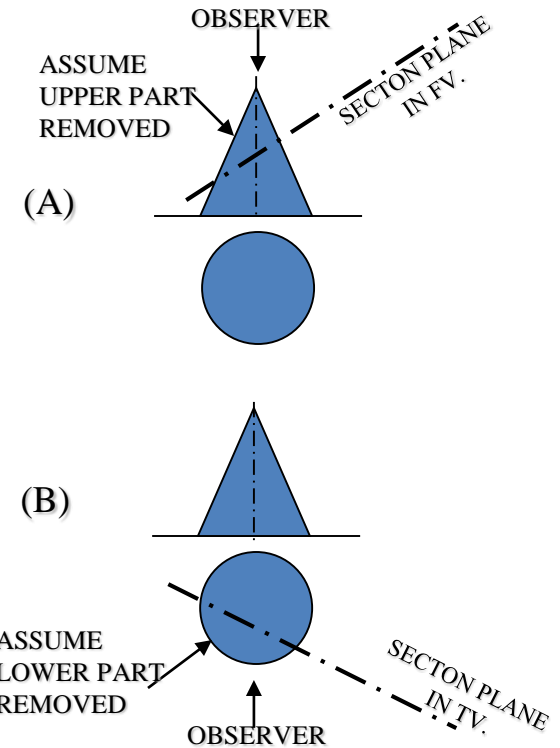 OBSERVER
ASSUME
UPPER PART
REMOVED
SECTON PLANE
IN FV.
(A)
(B)
ASSUME
LOWER PART
REMOVED
SECTON PLANE
IN TV.
OBSERVER